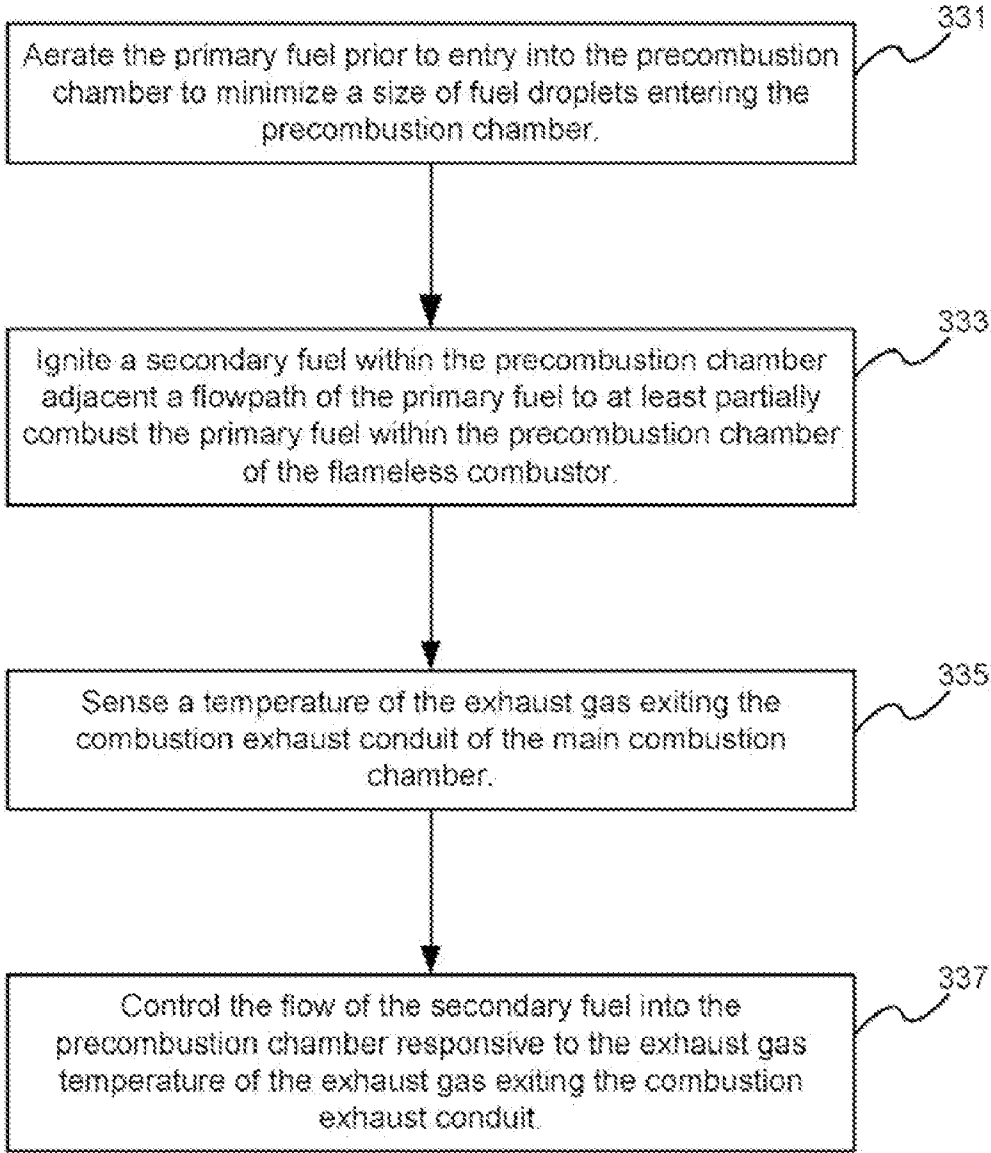 331
Aerate the primary fuel prior to entry into the precombustion
chamber to minimize a size of fuel droplets entering the
precombustion chamber.
333
Ignite a secondary fuel within the precombustion chamber
adjacent a flowpath of the primary fuel to at least partially
combust the primary fuel within the precombustion chamber
of the flameless combustor.
335
Sense a temperature of the exhaust gas exiting the
combustion exhaust conduit of the main combustion
chamber.
337
Control the flow of the secondary fuel into the
precombustion chamber responsive to the exhaust gas
temperature of the exhaust gas exiting the combustion
exhaust conduit.